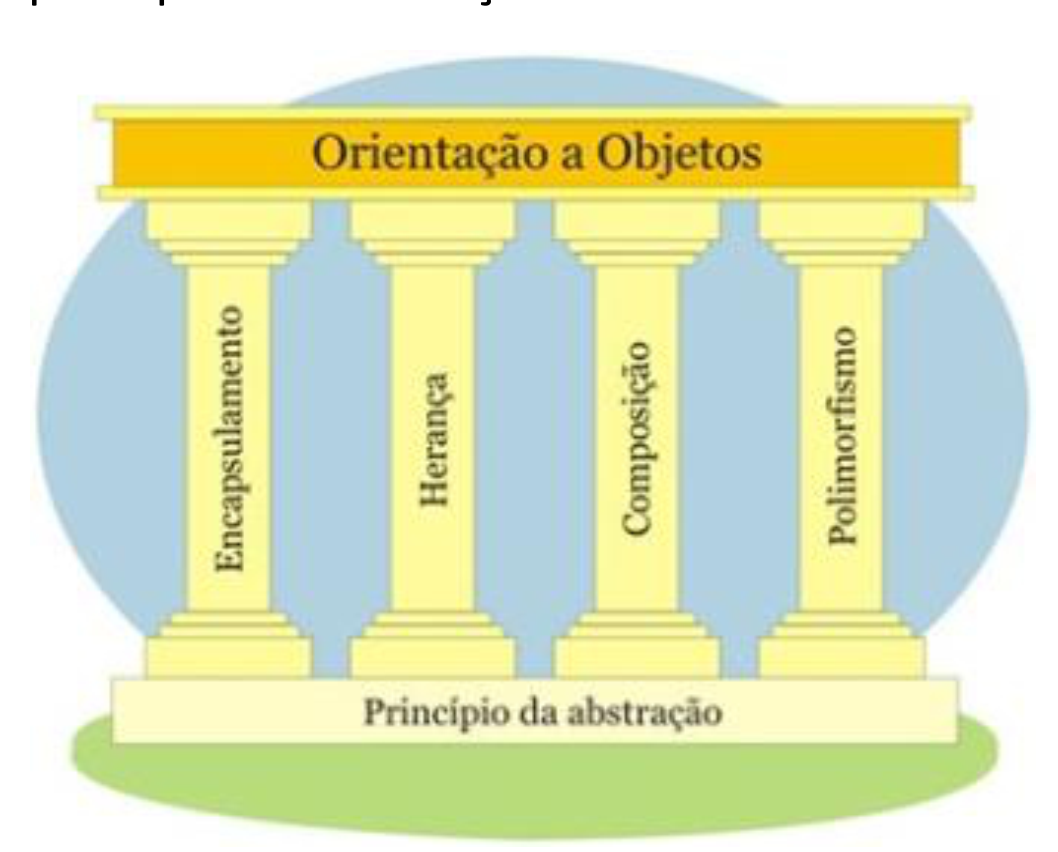 Orientação a Objetos
Encapsulamento
Herança
Composição
Polimorfismo
Princípio da abstração